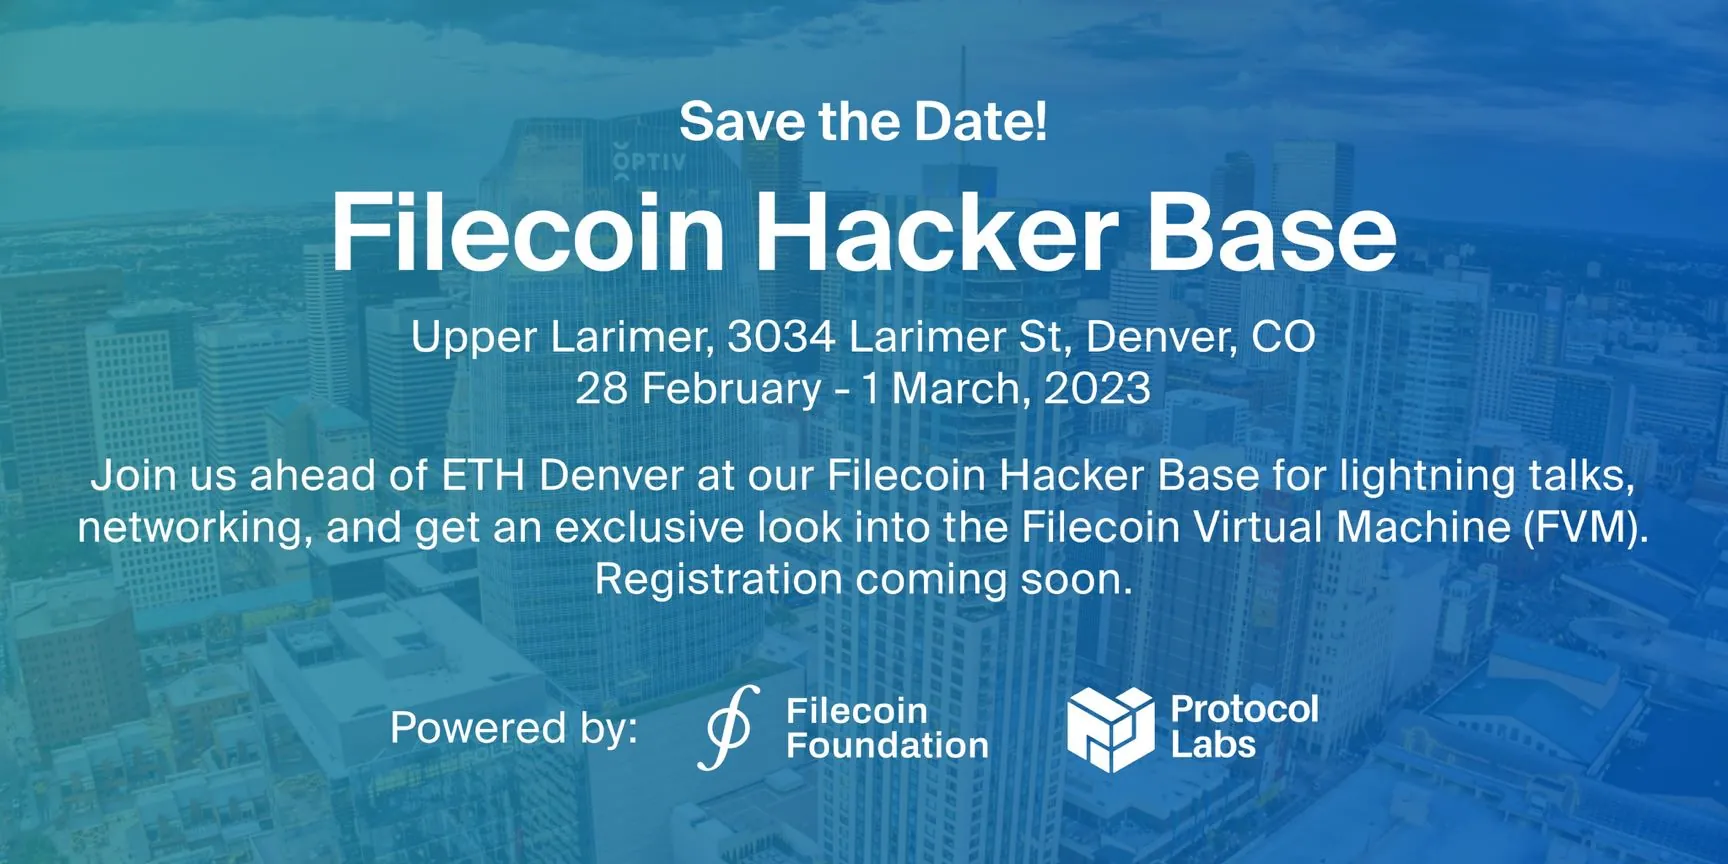 Save the Date!
OPTIV
Filecoin Hacker Base
Upper Larimer, 3034 Larimer St, Denver, CO
28 February - 1 March, 2023
Join us ahead of ETH Denver at our Filecoin Hacker Base for lightning talks,
networking, and get an exclusive look into the Filecoin Virtual Machine (FVM).
Registration coming soon.
Powered by:
Filecoin
Foundation
Protocol
Labs